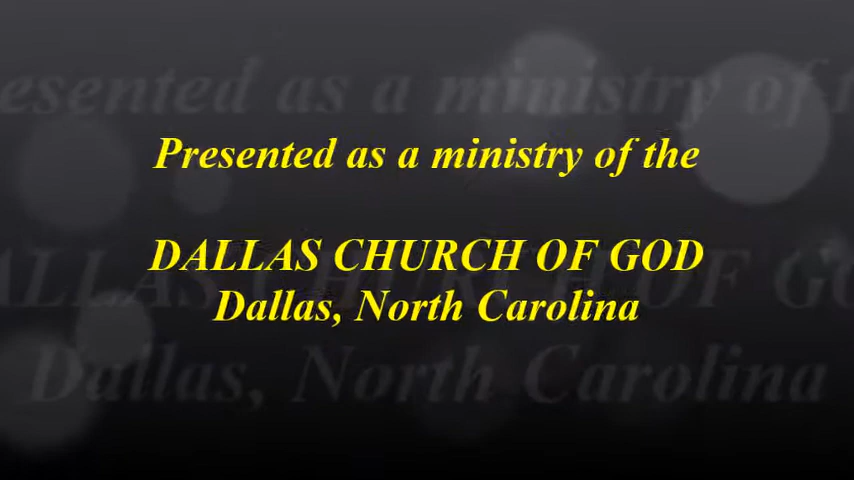 Presented as a ministry of the
DALLAS CHURCH OF GOD
Dallas, North Carolina